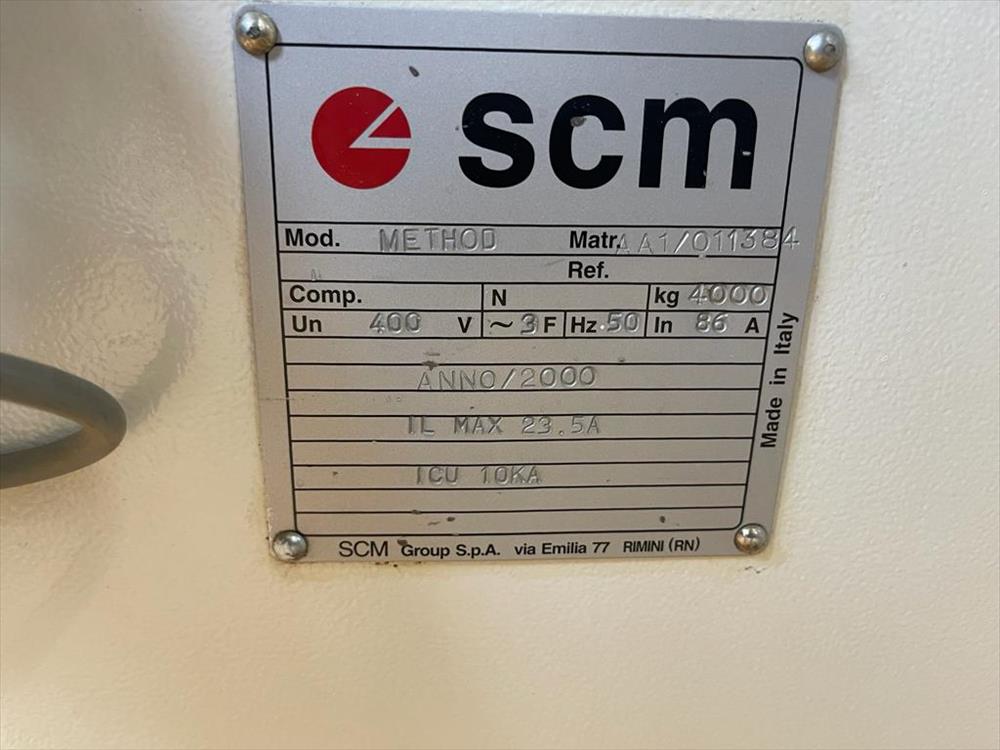 scm
Mod. METHOD Matr. AA1/011384
Ref.
Comp. N kg 4000
Un 400 V ~ 3 F Hz 50 In 86 A
ANNO/2000
IL MAX 23.5A
ICU 10KA
Made in Italy
SCM Group S.p.A. via Emilia 77 RIMINI (RN)